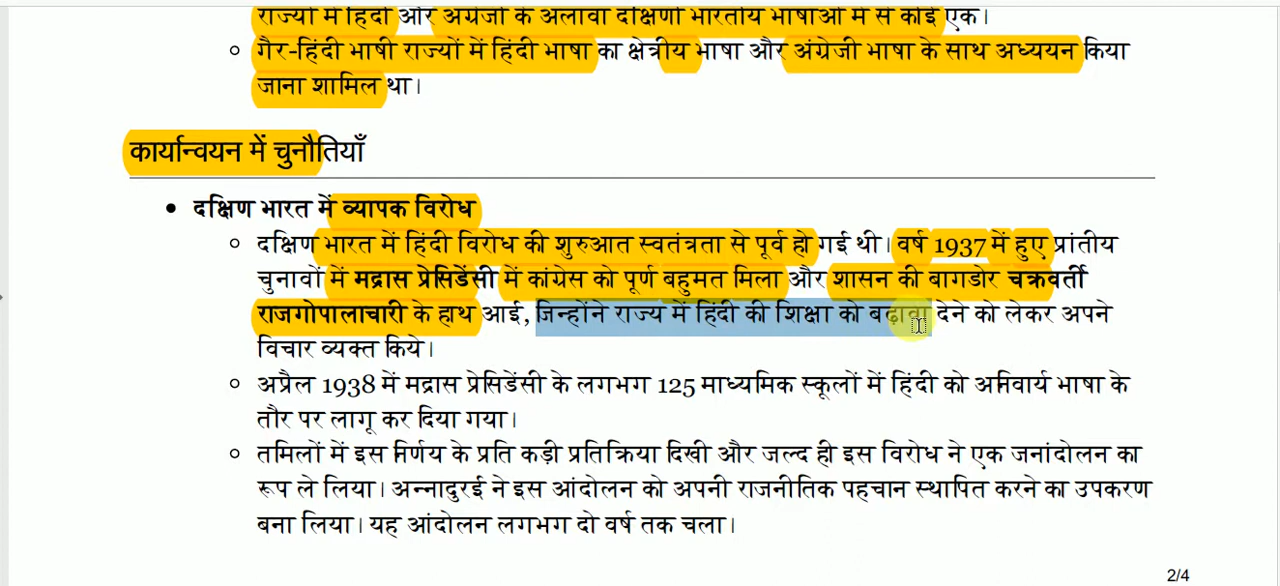 राज्यों में हिंदी और अंग्रेजी के अलावा दक्षिणी भारतीय भाषाओं में से कोई एक।
गैर-हिंदी भाषी राज्यों में हिंदी भाषा का क्षेत्रीय भाषा और अंग्रेजी भाषा के साथ अध्ययन किया
जाना शामिल था।
कार्यान्वयन में चुनौतियाँ
दक्षिण भारत में व्यापक विरोध
दक्षिण भारत में हिंदी विरोध की शुरुआत स्वतंत्रता से पूर्व हो गई थी। वर्ष 1937 में हुए प्रांतीय
चुनावों में मद्रास प्रेसिडेंसी में कांग्रेस को पूर्ण बहुमत मिला और शासन की बागडोर चक्रवर्ती
राजगोपालाचारी के हाथ आई, जिन्होंने राज्य में हिंदी की शिक्षा को बढ़ावा देने को लेकर अपने
विचार व्यक्त किये।
अप्रैल 1938 में मद्रास प्रेसिडेंसी के लगभग 125 माध्यमिक स्कूलों में हिंदी को अनिवार्य भाषा के
तौर पर लागू कर दिया गया।
तमिलों में इस निर्णय के प्रति कड़ी प्रतिक्रिया दिखी और जल्द ही इस विरोध ने एक जनांदोलन का
रूप ले लिया। अन्नादुरई ने इस आंदोलन को अपनी राजनीतिक पहचान स्थापित करने का उपकरण
बना लिया। यह आंदोलन लगभग दो वर्ष तक चला।
2/4